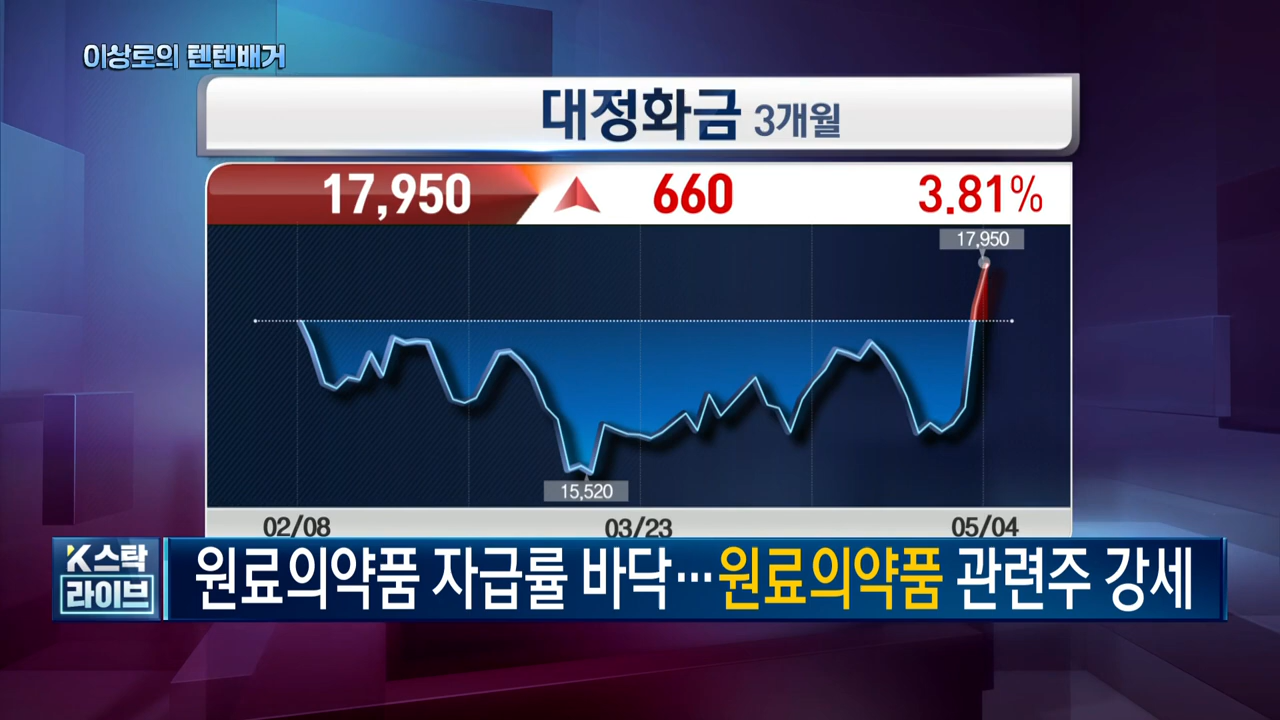 이상로의 텐텐배거
대정화금 3개월
17,950 660 3.81%
17,950
15,520
02/08 03/23 05/04
K스탁
라이브
원료의약품 자급률 바닥…원료의약품 관련주 강세